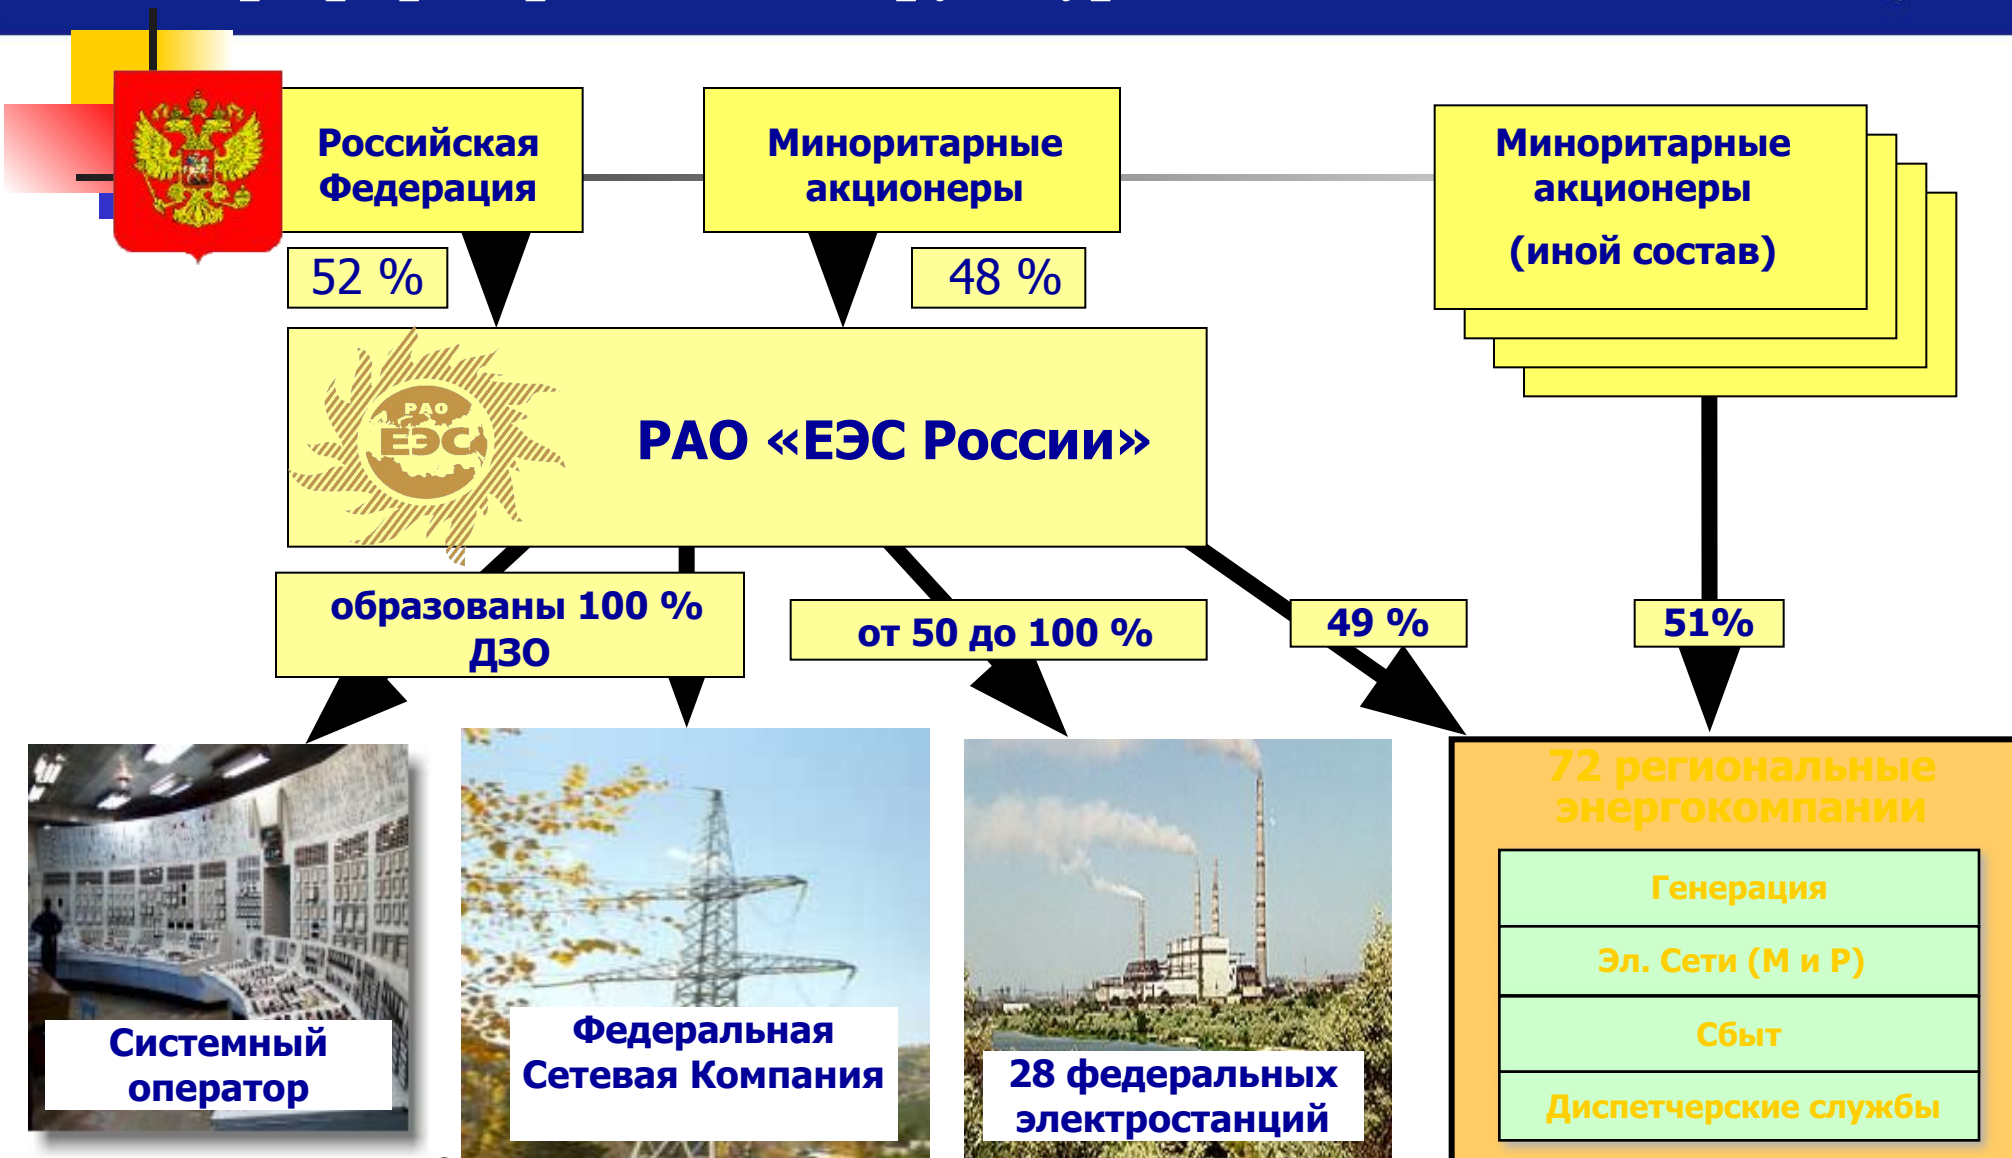 Российская
Федерация
Миноритарные
акционеры
Миноритарные
акционеры
(иной состав)
52 %
48 %
РАО
ЕЭС
РАО «ЕЭС России»
образованы 100 %
ДЗО
от 50 до 100 %
49 %
51%
Системный
оператор
Федеральная
Сетевая Компания
28 федеральных
электростанций
72 региональные
энергокомпании
Генерация
Эл. Сети (М и Р)
Сбыт
Диспетчерские службы